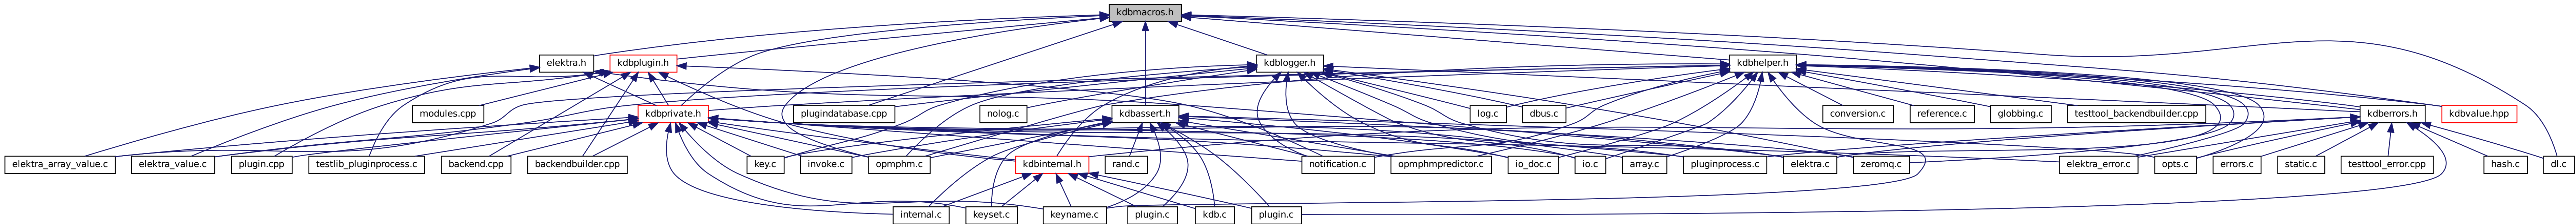 kdbmacros.h
elektra.h
kdbplugin.h
kdblogger.h
kdbhelper.h
modules.cpp
kdbprivate.h
plugindatabase.cpp
nolog.c
kdbassert.h
log.c
dbus.c
conversion.c
reference.c
globbing.c
testtool_backendbuilder.cpp
kdberrors.h
kdbvalue.hpp
elektra_array_value.c
elektra_value.c
plugin.cpp
testlib_pluginprocess.c
backend.cpp
backendbuilder.cpp
key.c
invoke.c
opmphm.c
kdbinternal.h
rand.c
notification.c
opmphmpredictor.c
io_doc.c
io.c
array.c
pluginprocess.c
elektra.c
zeromq.c
elektra_error.c
opts.c
errors.c
static.c
testtool_error.cpp
hash.c
dl.c
internal.c
keyset.c
keyname.c
plugin.c
kdb.c
plugin.c